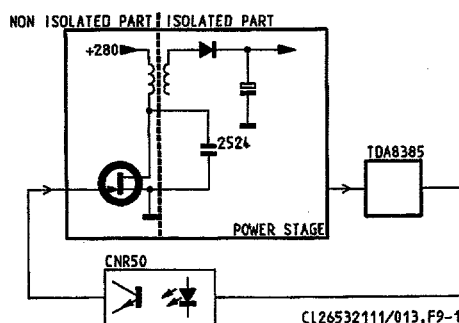 NON ISOLATED PART ISOLATED PART
+280
2524
TDA8385
POWER STAGE
CNR50
CL26532111/013.F9-1